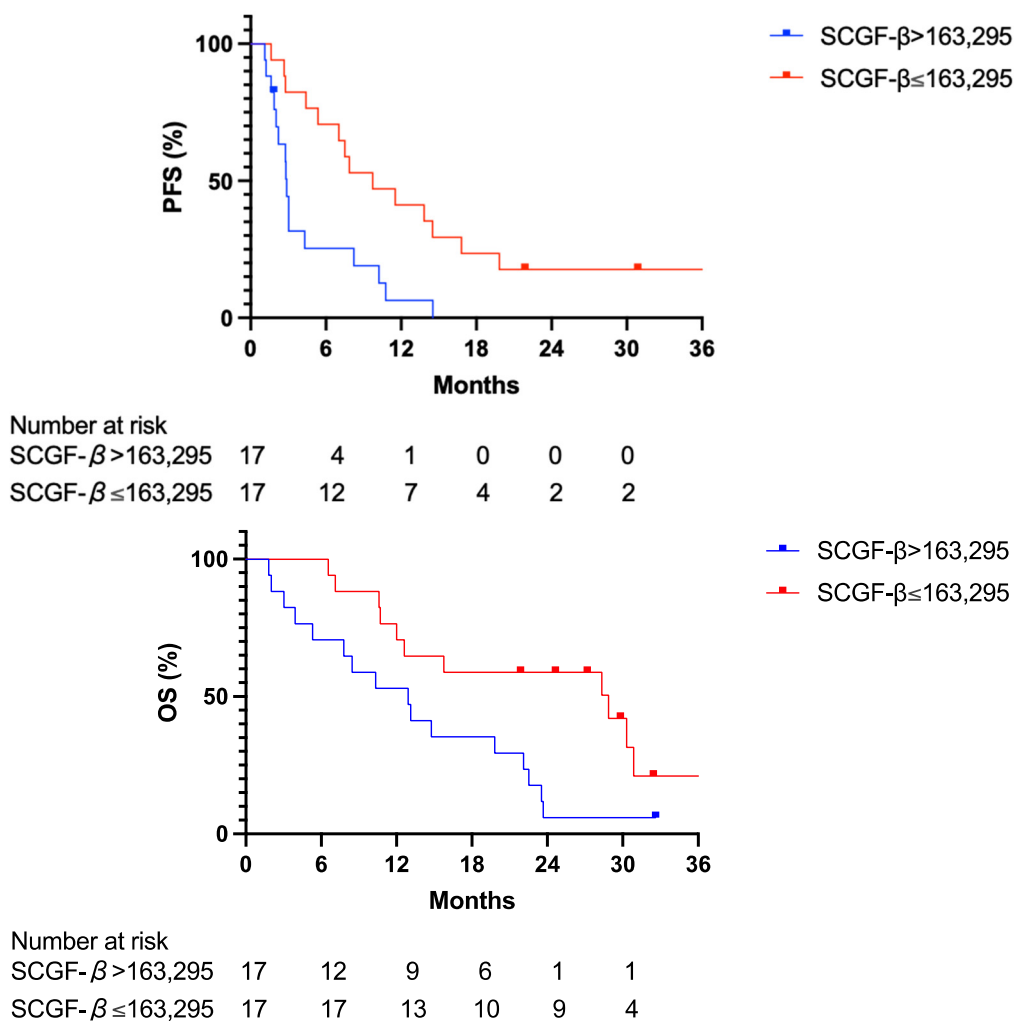 SCGF-β>163,295
SCGF-β≤163,295
100
50
0
PFS (%)
0 6 12 18 24 30 36
Months
Number at risk
SCGF-β>163,295 17 4 1 0 0 0
SCGF-β≤163,295 17 12 7 4 2 2
SCGF-β>163,295
SCGF-β≤163,295
100
50
0
OS (%)
0 6 12 18 24 30 36
Months
Number at risk
SCGF-β>163,295 17 12 9 6 1 1
SCGF-β≤163,295 17 17 13 10 9 4